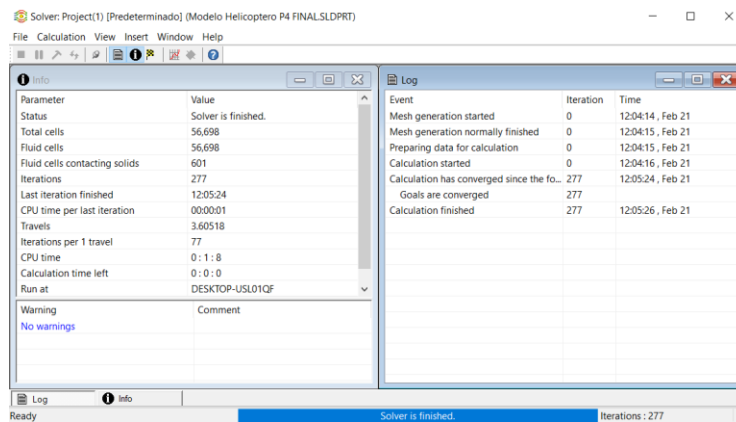 Solver: Project(1) [Predeterminado] (Modelo Helicoptero P4 FINAL.SLDPRT)
File Calculation View Insert Window Help
Info
Parameter Value
Status Solver is finished.
Total cells 56,698
Fluid cells 56,698
Fluid cells contacting solids 601
Iterations 277
Last iteration finished 12:05:24
CPU time per last iteration 00:00:01
Travels 3.60518
Iterations per 1 travel 77
CPU time 0 : 1 : 8
Calculation time left 0 : 0 : 0
Run at DESKTOP-USL01QF
Warning Comment
No warnings
Log
Event Iteration Time
Mesh generation started 0 12:04:14 , Feb 21
Mesh generation normally finished 0 12:04:15 , Feb 21
Preparing data for calculation 0 12:04:15 , Feb 21
Calculation started 0 12:04:16 , Feb 21
Calculation has converged since the fo... 277 12:05:24 , Feb 21
Goals are converged 277
Calculation finished 277 12:05:26 , Feb 21
Log Info
Ready Solver is finished. Iterations : 277